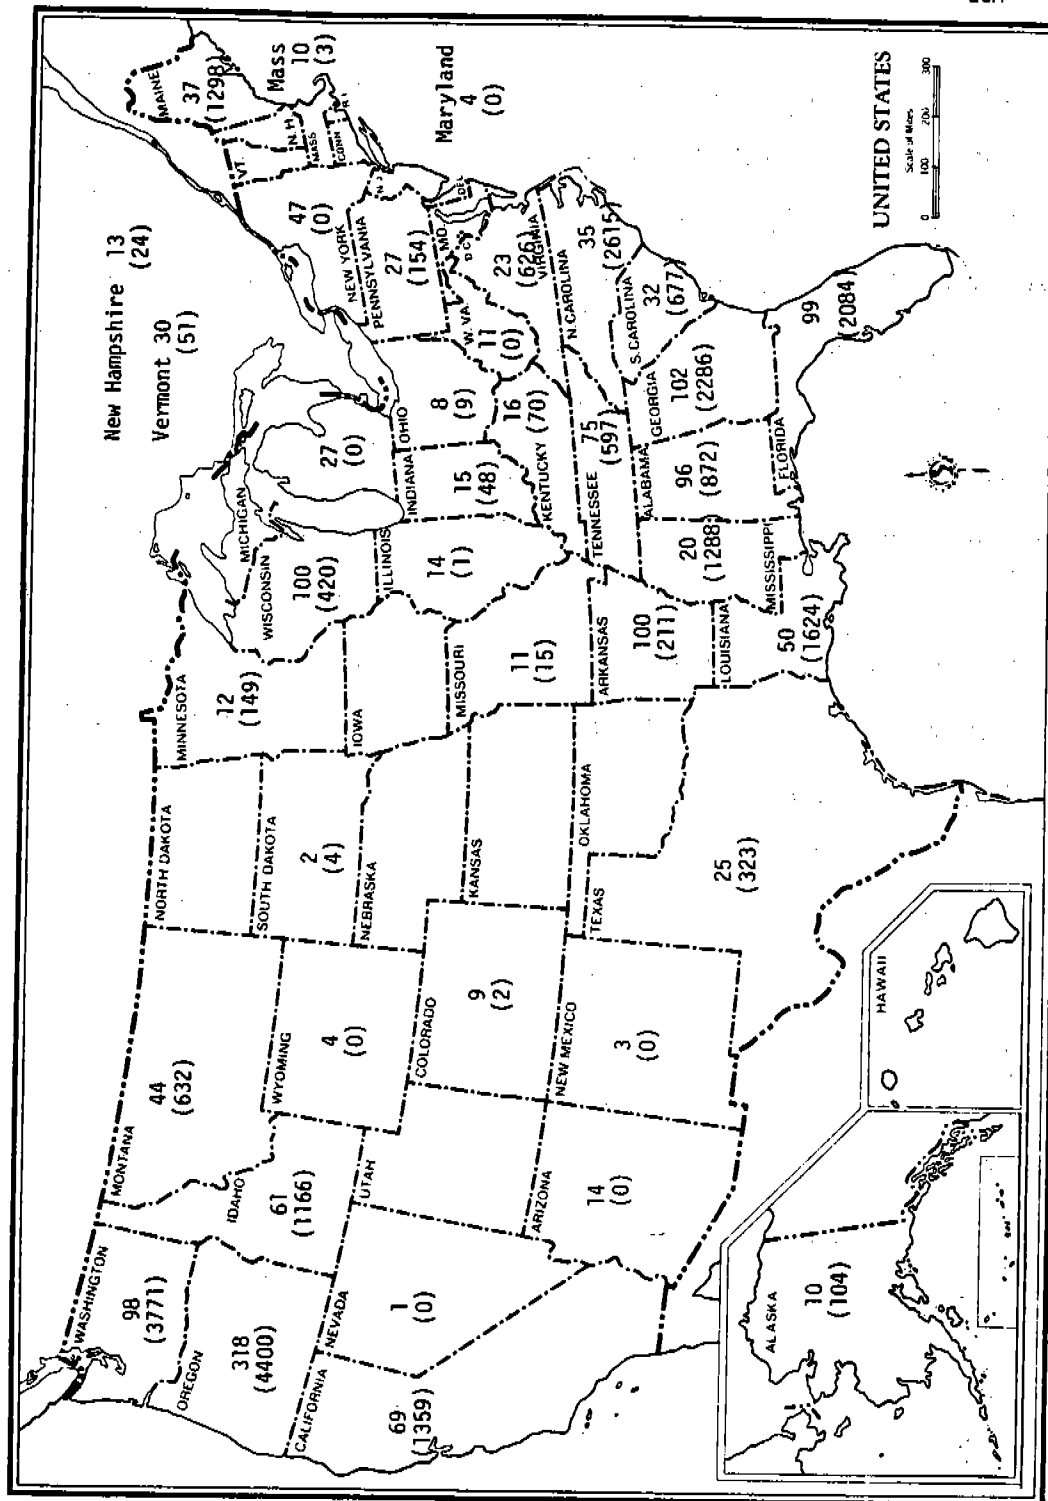 WASHINGTON
98
(3771)
OREGON
318
(4400)
CALIFORNIA
69
(1359)
NEVADA
1
(0)
IDAHO
61
(1166)
MONTANA
44
(632)
WYOMING
4
(0)
UTAH
COLORADO
9
(2)
ARIZONA
14
(0)
NEW MEXICO
3
(0)
NORTH DAKOTA
SOUTH DAKOTA
2
(4)
NEBRASKA
KANSAS
OKLAHOMA
TEXAS
25
(323)
MINNESOTA
12
(149)
IOWA
MISSOURI
11
(15)
ARKANSAS
100
(211)
LOUISIANA
50
(1624)
WISCONSIN
100
(420)
ILLINOIS
14
(1)
MICHIGAN
27
(0)
INDIANA
15
(48)
OHIO
8
(9)
KENTUCKY
16
(70)
TENNESSEE
75
(597)
MISSISSIPPI
20
(1288)
ALABAMA
96
(872)
GEORGIA
102
(2286)
FLORIDA
99
(2084)
S. CAROLINA
32
(677)
N CAROLINA
35
(2615)
VIRGINIA
23
(626)
W. VA.
11
(0)
MD.
D C
DEL
PENNSYLVANIA
27
(154)
N J
NEW YORK
47
(0)
VT.
N. H.
MASS
CONN
R I
MAINE
37
(1298)
New Hampshire 13
(24)
Vermont 30
(51)
Mass
10
(3)
Maryland
4
(0)
ALASKA
10
(104)
HAWAII
UNITED STATES
Scale of Miles
0 100 200 300